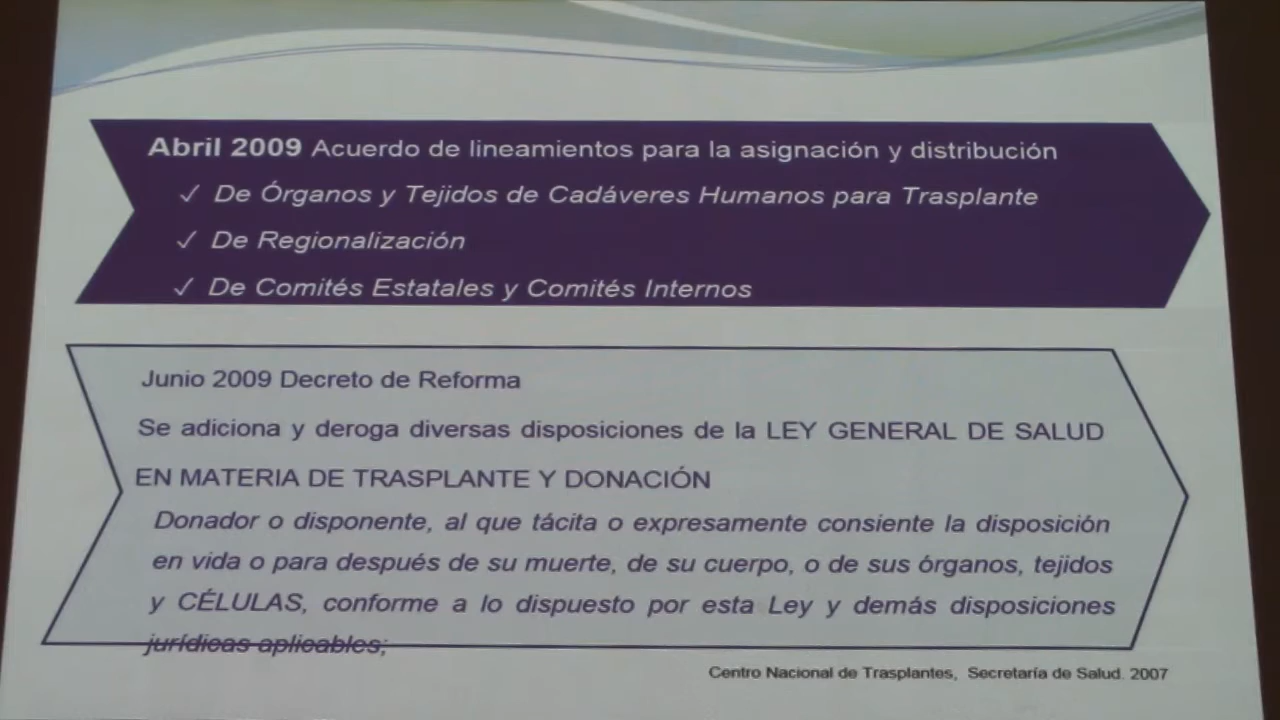 Abril 2009 Acuerdo de lineamientos para la asignación y distribución
✓ De Órganos y Tejidos de Cadáveres Humanos para Trasplante
✓ De Regionalización
✓ De Comités Estatales y Comités Internos
Junio 2009 Decreto de Reforma
Se adiciona y deroga diversas disposiciones de la LEY GENERAL DE SALUD
EN MATERIA DE TRASPLANTE Y DONACIÓN
Donador o disponente, al que tácita o expresamente consiente la disposición
en vida o para después de su muerte, de su cuerpo, o de sus órganos, tejidos
y CÉLULAS, conforme a lo dispuesto por esta Ley y demás disposiciones
jurídicas aplicables;
Centro Nacional de Trasplantes, Secretaría de Salud. 2007